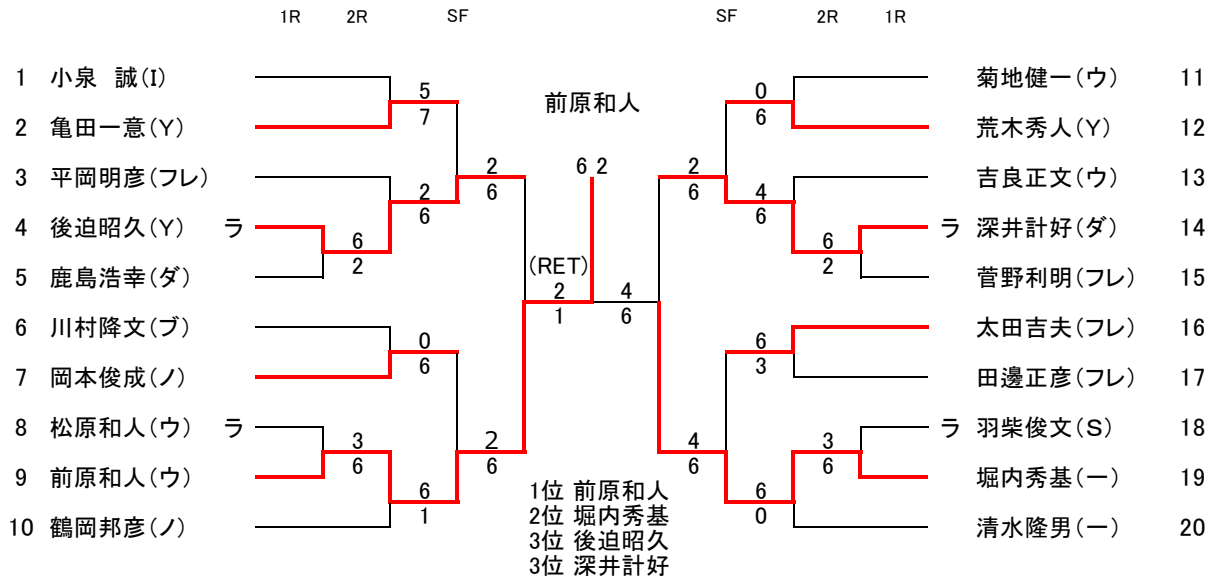 1R 2R SF SF 2R 1R
1 小泉 誠(I) 菊地健一(ウ) 11
5 0
前原和人
7 6
2 亀田一意(Y) 荒木秀人(Y) 12
2 6 2 2
3 平岡明彦(フレ) 吉良正文(ウ) 13
2 6 6 4
6 6
4 後迫昭久(Y) ラ ラ 深井計好(ダ) 14
6 6
2 (RET) 2
5 鹿島浩幸(ダ) 菅野利明(フレ) 15
2 4
1 6
6 川村降文(ブ) 太田吉夫(フレ) 16
0 6
6 3
7 岡本俊成(ノ) 田邊正彦(フレ) 17
8 松原和人(ウ) ラ ラ 羽柴俊文(S) 18
3 2 4 3
6 6 6 6
9 前原和人(ウ) 堀内秀基(一) 19
6 1位 前原和人 6
1 2位 堀内秀基 0
10 鶴岡邦彦(ノ) 清水隆男(一) 20
3位 後迫昭久
3位 深井計好